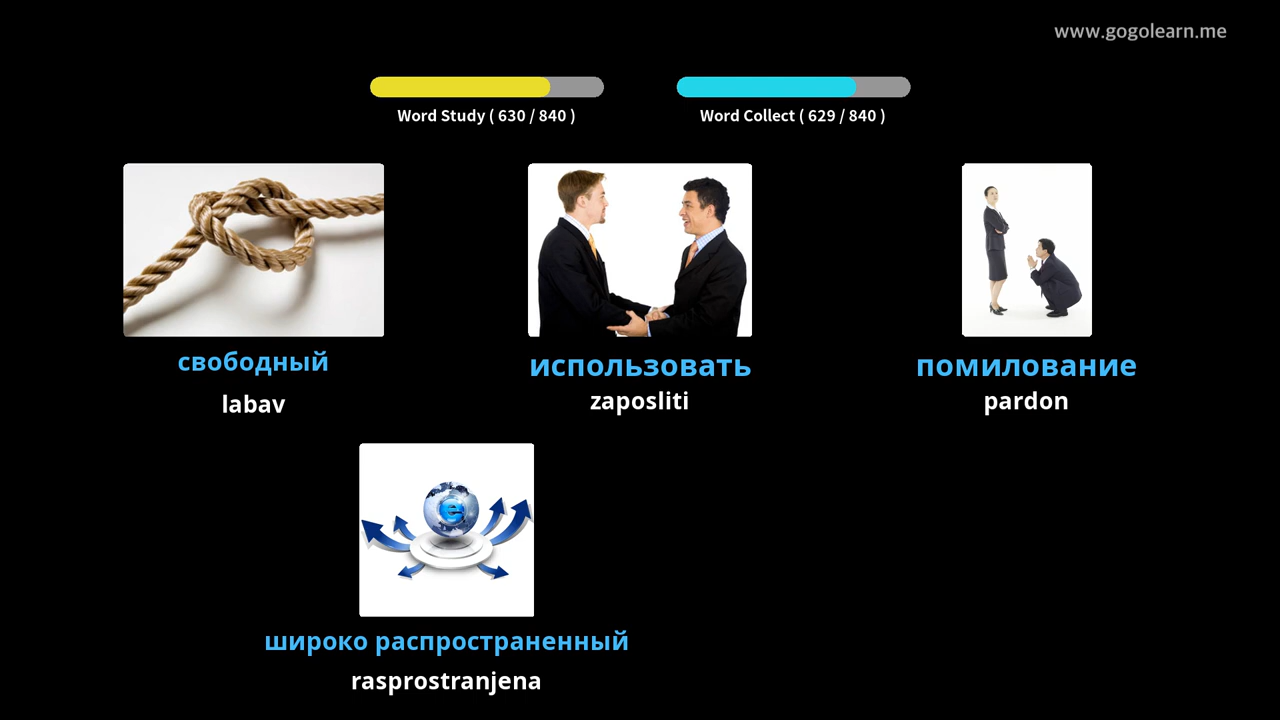 www.gogolearn.me
Word Study ( 630 / 840 )
Word Collect ( 629 / 840 )
свободный
labav
использовать
zaposliti
помилование
pardon
e
широко распространенный
rasprostranjena